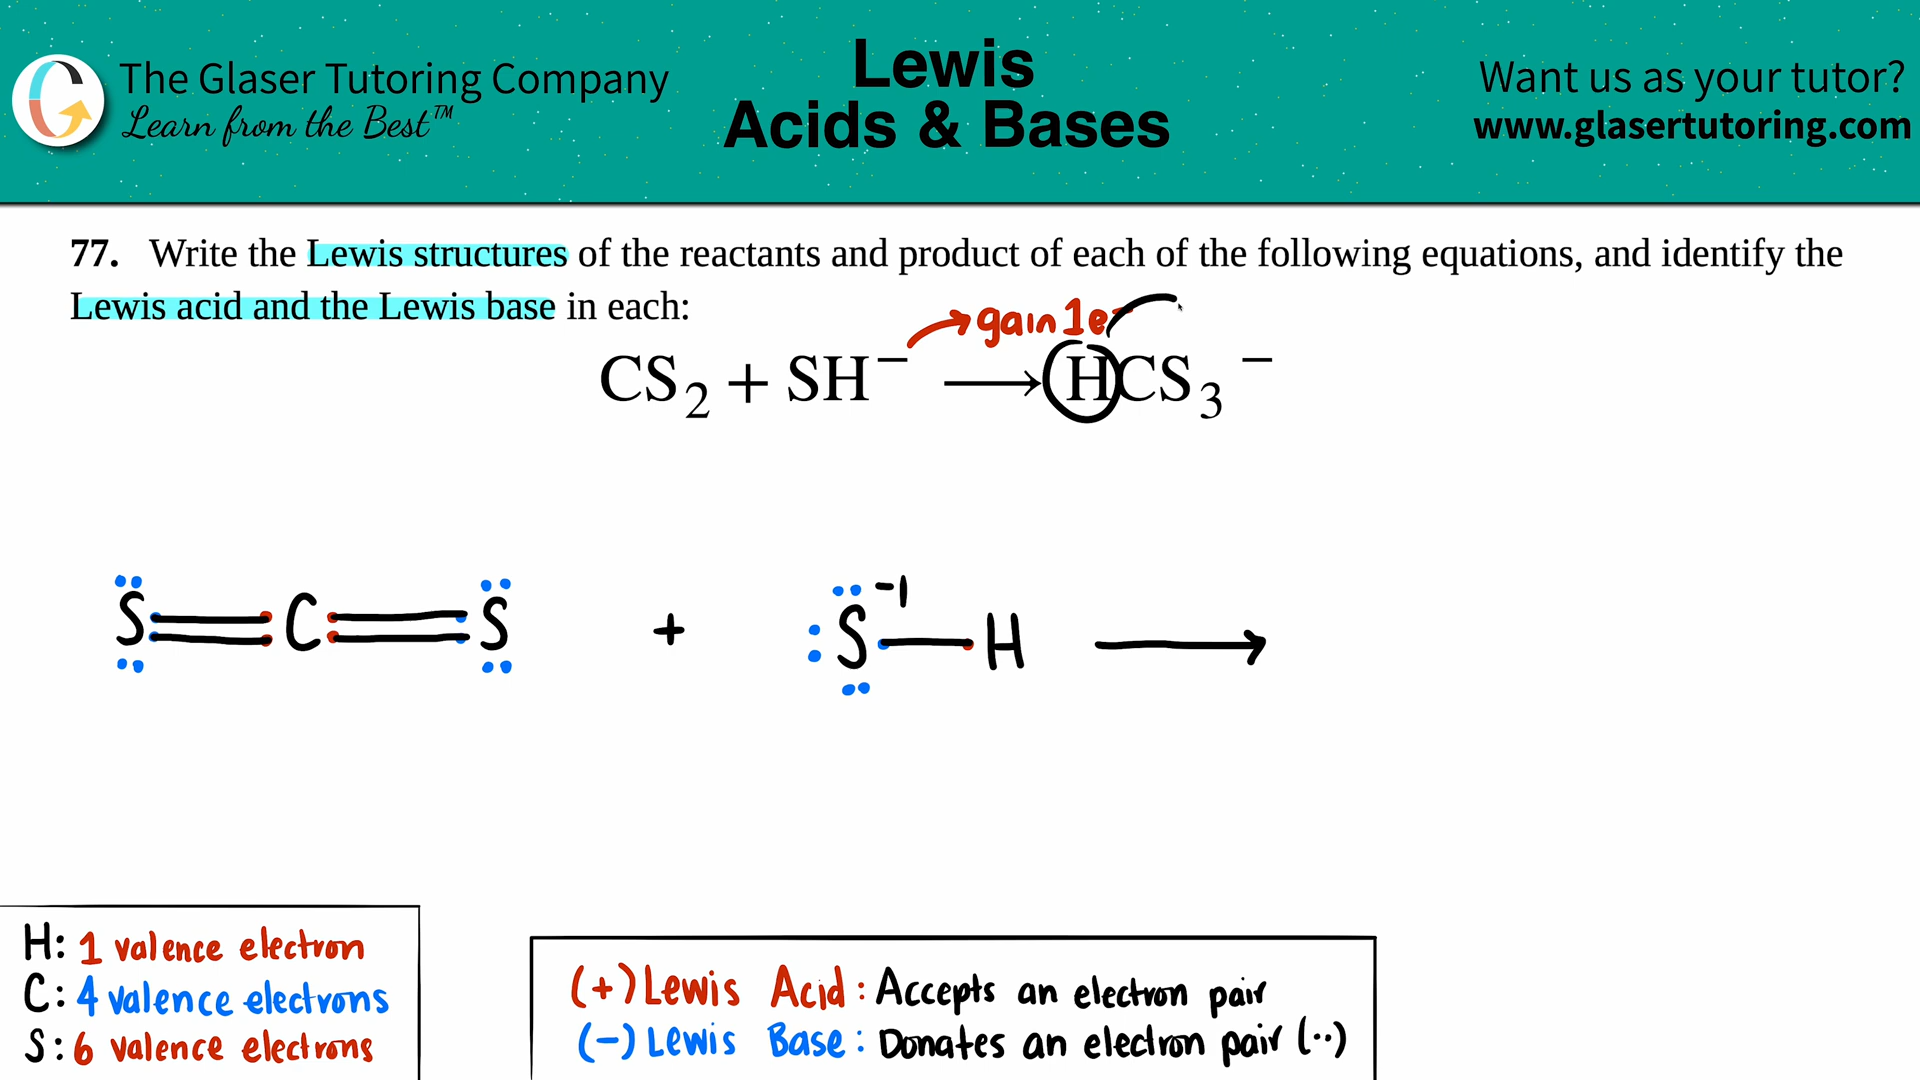 The Glaser Tutoring Company
Learn from the Best™
Lewis
Acids & Bases
Want us as your tutor?
www.glasertutoring.com
77. Write the Lewis structures of the reactants and product of each of the following equations, and identify the
Lewis acid and the Lewis base in each:
gain 1e-
CS₂ + SH⁻ ⟶ HCS₃⁻
S C S + S⁻¹ H ⟶
H: 1 valence electron
C: 4 valence electrons
S: 6 valence electrons
(+) Lewis Acid: Accepts an electron pair
(−) Lewis Base: Donates an electron pair (··)